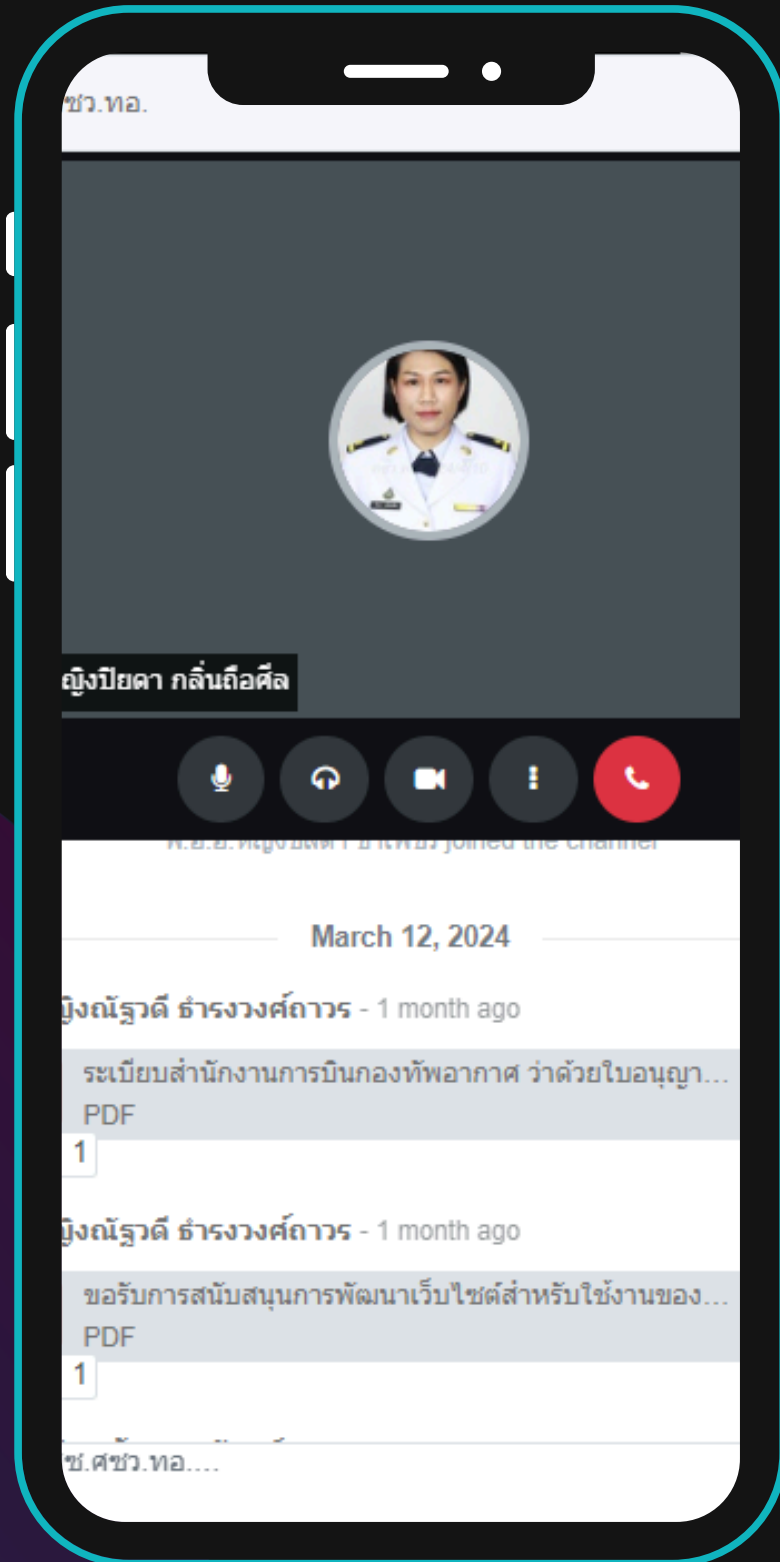 ชว.ทอ.
ญิงปิยดา กลิ่นถือศีล
joined the channel
March 12, 2024
ญิงณัฐวดี ธำรงวงศ์ถาวร - 1 month ago
ระเบียบสำนักงานการบินกองทัพอากาศ ว่าด้วยใบอนุญา...
PDF
1
ญิงณัฐวดี ธำรงวงศ์ถาวร - 1 month ago
ขอรับการสนับสนุนการพัฒนาเว็บไซต์สำหรับใช้งานของ...
PDF
1
ช.ศชว.ทอ....